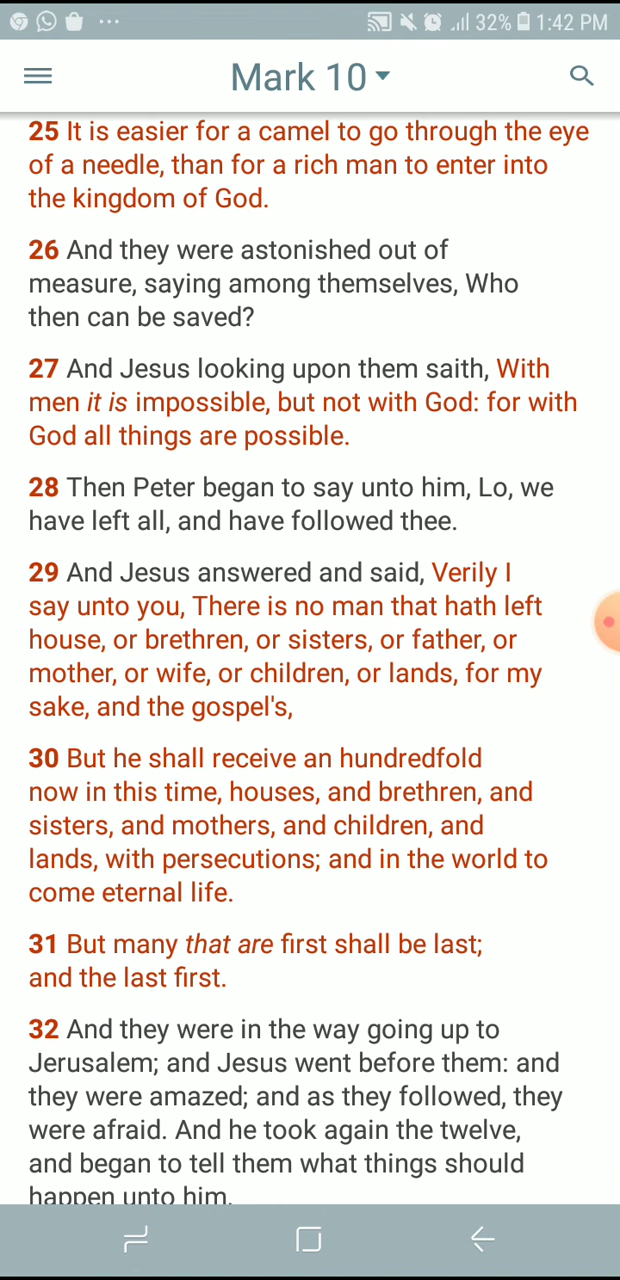 32% 1:42 PM
Mark 10
25 It is easier for a camel to go through the eye
of a needle, than for a rich man to enter into
the kingdom of God.
26 And they were astonished out of
measure, saying among themselves, Who
then can be saved?
27 And Jesus looking upon them saith, With
men it is impossible, but not with God: for with
God all things are possible.
28 Then Peter began to say unto him, Lo, we
have left all, and have followed thee.
29 And Jesus answered and said, Verily I
say unto you, There is no man that hath left
house, or brethren, or sisters, or father, or
mother, or wife, or children, or lands, for my
sake, and the gospel's,
30 But he shall receive an hundredfold
now in this time, houses, and brethren, and
sisters, and mothers, and children, and
lands, with persecutions; and in the world to
come eternal life.
31 But many that are first shall be last;
and the last first.
32 And they were in the way going up to
Jerusalem; and Jesus went before them: and
they were amazed; and as they followed, they
were afraid. And he took again the twelve,
and began to tell them what things should
happen unto him,